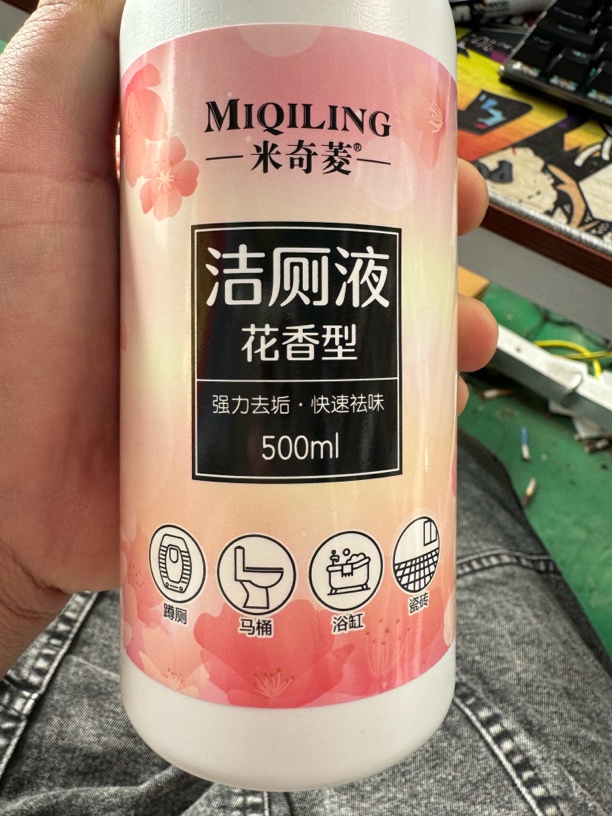 MIQILING
米奇菱®
洁厕液
花香型
强力去垢·快速祛味
500ml
蹲厕
马桶
浴缸
瓷砖